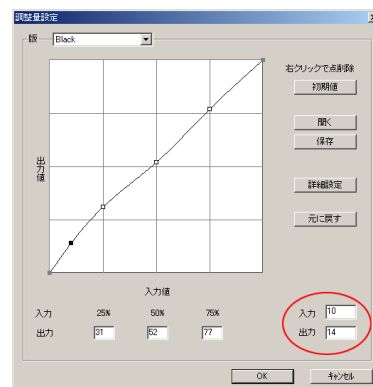 調整量設定
版 Black
右クリックで点削除
初期値
開く
保存
詳細設定
元に戻す
出力値
入力値
入力 25% 50% 75% 入力 10
出力 31 52 77 出力 14
OK キャンセル